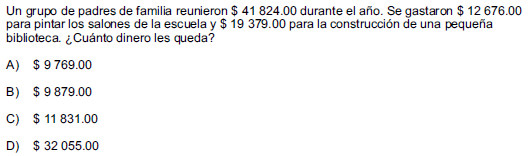 Un grupo de padres de familia reunieron $ 41 824.00 durante el año. Se gastaron $ 12 676.00
para pintar los salones de la escuela y $ 19 379.00 para la construcción de una pequeña
biblioteca. ¿Cuánto dinero les queda?
A) $ 9 769.00
B) $ 9 879.00
C) $ 11 831.00
D) $ 32 055.00